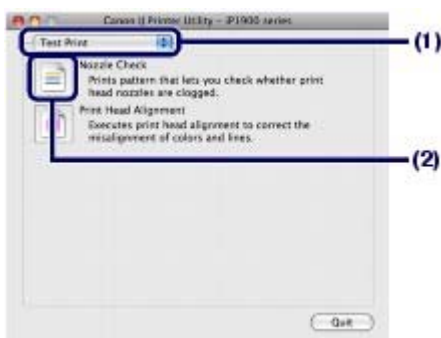 Canon IJ Printer Utility - iP1900 series
Test Print
(1)
Nozzle Check
Prints pattern that lets you check whether print
head nozzles are clogged.
Print Head Alignment
Executes print head alignment to correct the
misalignment of colors and lines.
(2)
Quit